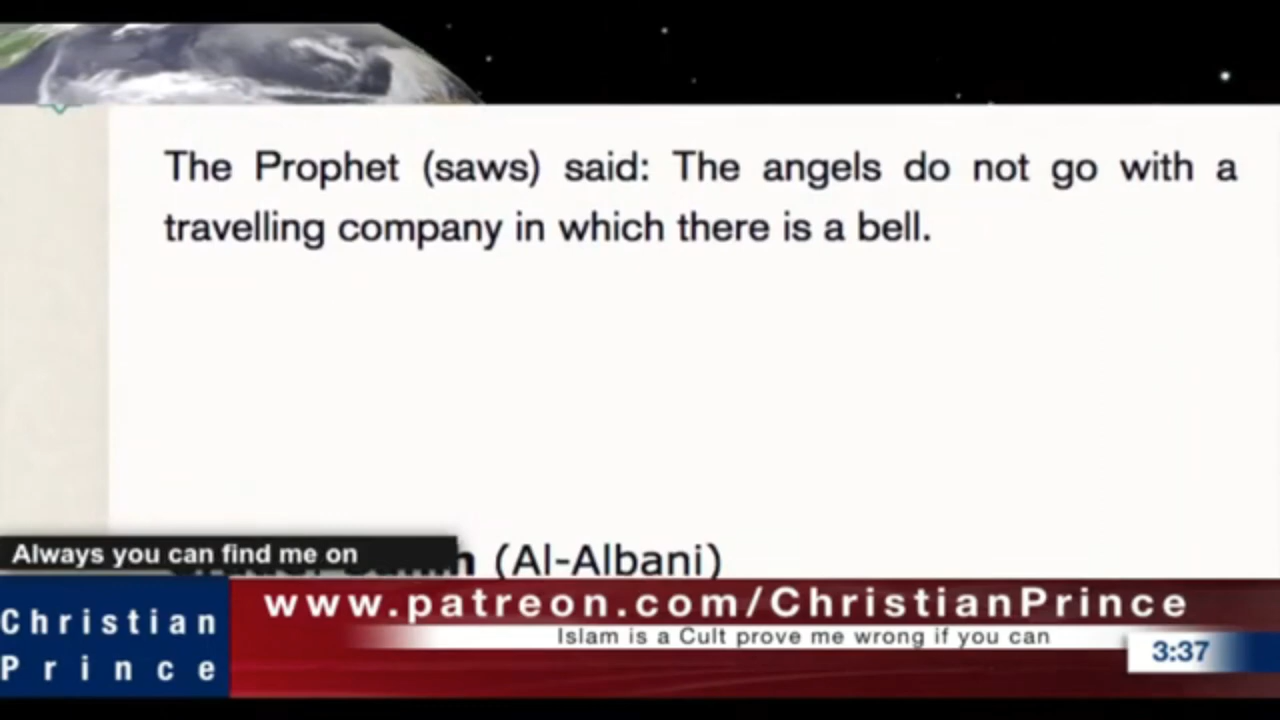 The Prophet (saws) said: The angels do not go with a
travelling company in which there is a bell.
(Al-Albani)
Always you can find me on
www.patreon.com/ChristianPrince
Christian
Prince
Islam is a Cult prove me wrong if you can
3:37